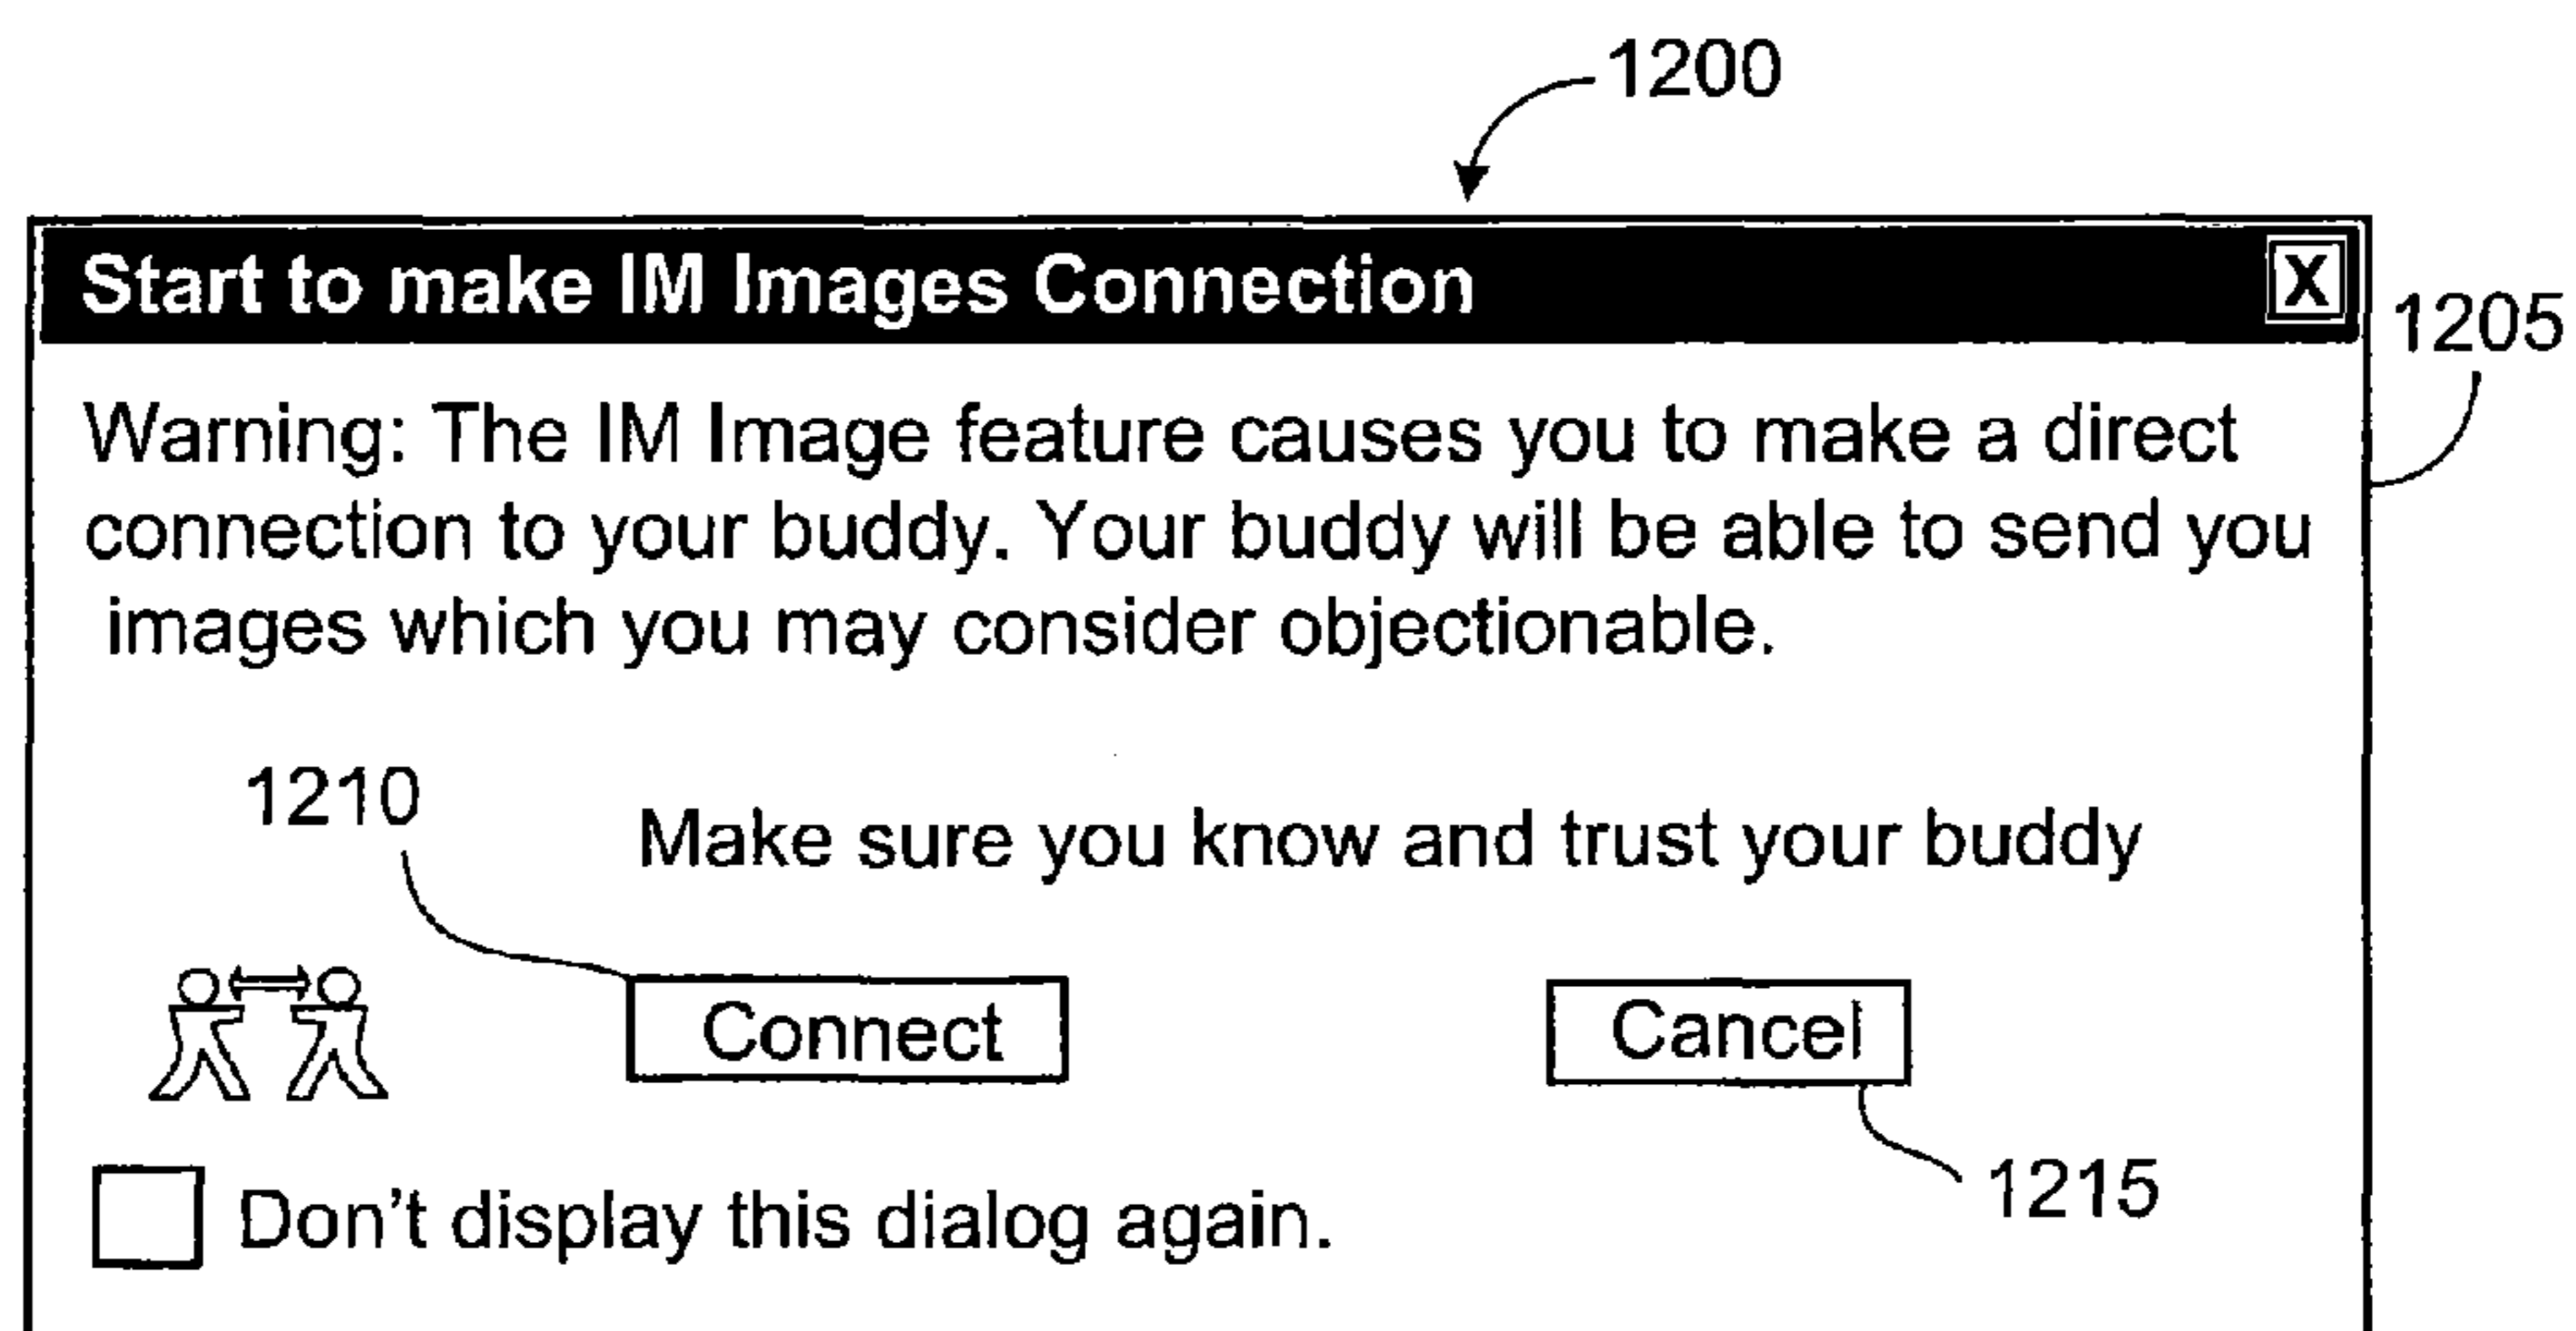 1200
Start to make IM Images Connection X
1205
Warning: The IM Image feature causes you to make a direct
connection to your buddy. Your buddy will be able to send you
images which you may consider objectionable.
1210
Make sure you know and trust your buddy
Connect Cancel
1215
Don't display this dialog again.